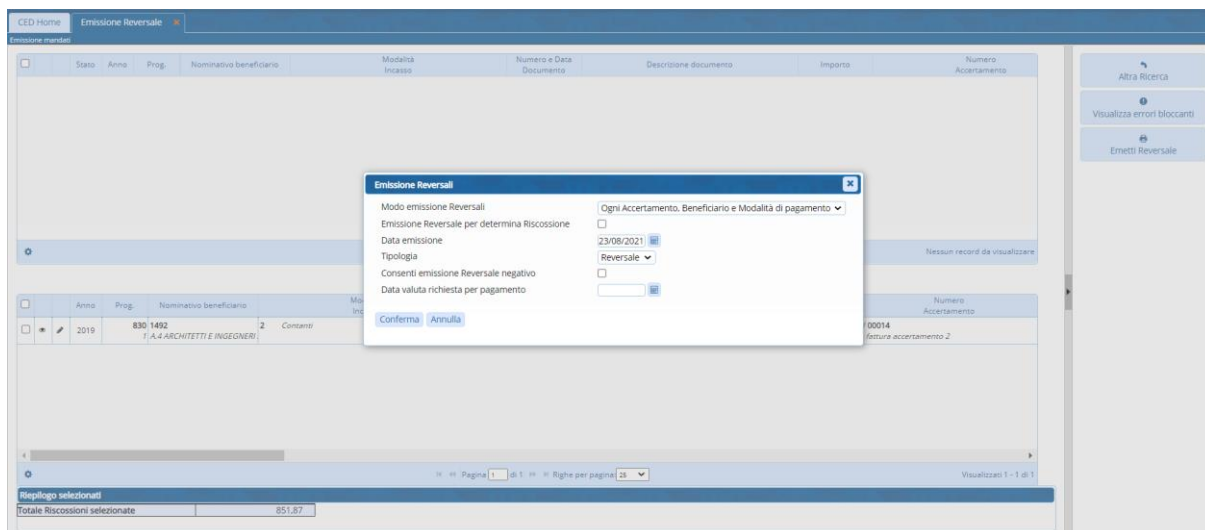 CED Home Emissione Reversale ×
Emissione mandati
Stato Anno Prog. Nominativo beneficiario Modalità Incasso Numero e Data Documento Descrizione documento Importo Numero Accertamento
Altra Ricerca
Visualizza errori bloccanti
Emetti Reversale
Emissione Reversali
Modo emissione Reversali Ogni Accertamento, Beneficiario e Modalità di pagamento
Emissione Reversale per determina Riscossione
Data emissione 23/08/2021
Tipologia Reversale
Consenti emissione Reversale negativo
Data valuta richiesta per pagamento
Conferma Annulla
Nessun record da visualizzare
Anno Prog. Nominativo beneficiario Numero Accertamento
2019 830 1492 2 Contanti / 00014
1 A.4 ARCHITETTI E INGEGNERI fattura accertamento 2
Pagina 1 di 1 Righe per pagina: 25 Visualizzati 1 - 1 di 1
Riepilogo selezionati
Totale Riscossioni selezionate 851.87